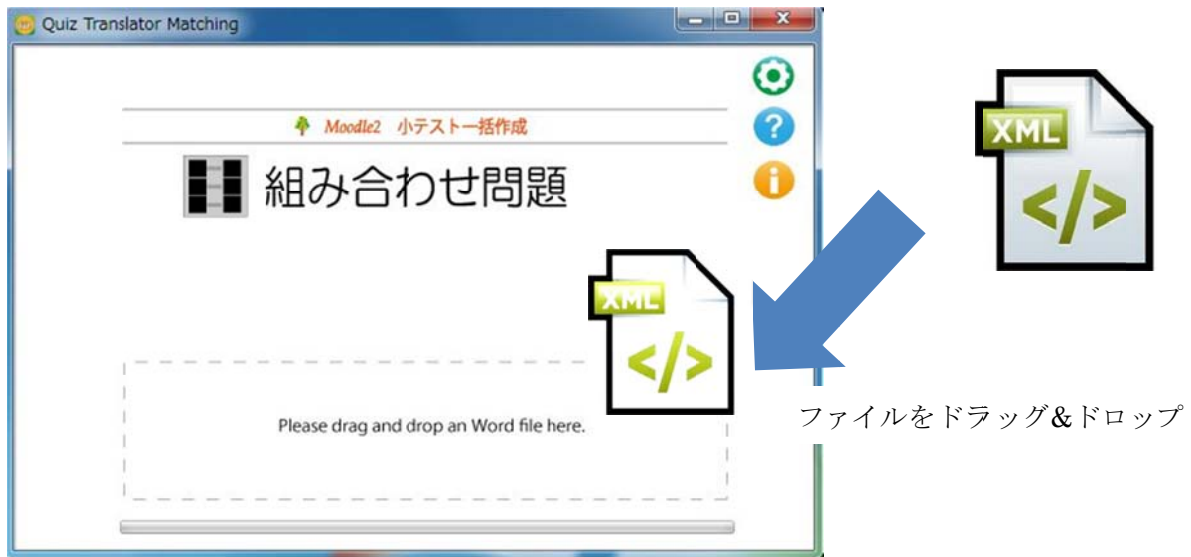 Quiz Translator Matching
Moodle2 小テスト一括作成
組み合わせ問題
XML
</>
XML
</>
Please drag and drop an Word file here.
ファイルをドラッグ&ドロップ